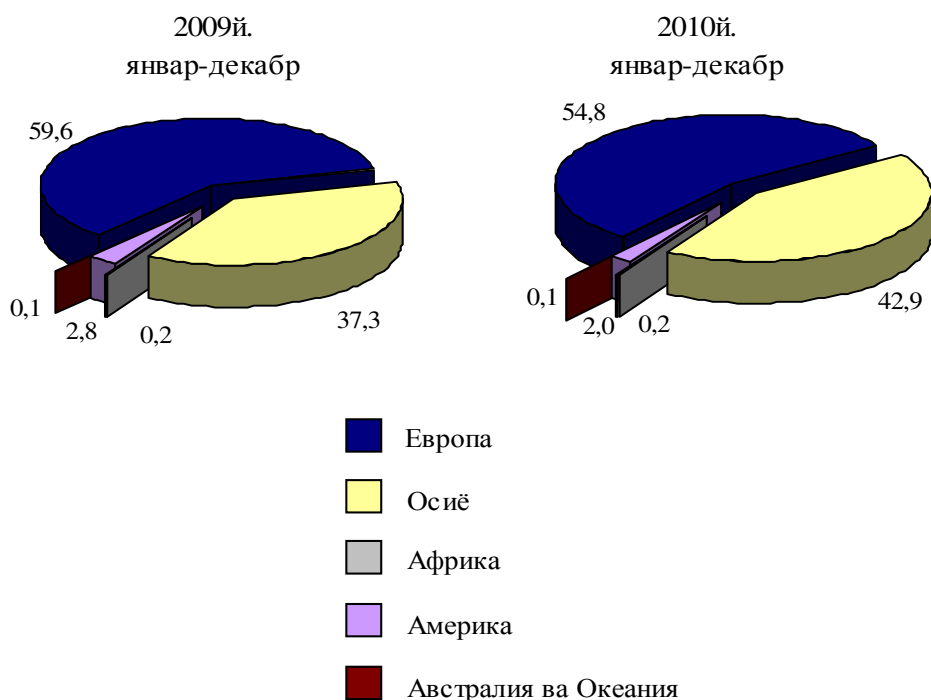 2009й.
январ-декабр
2010й.
январ-декабр
59,6
37,3
0,2
2,8
0,1
54,8
42,9
0,2
2,0
0,1
Европа
Осиё
Африка
Америка
Австралия ва Океания